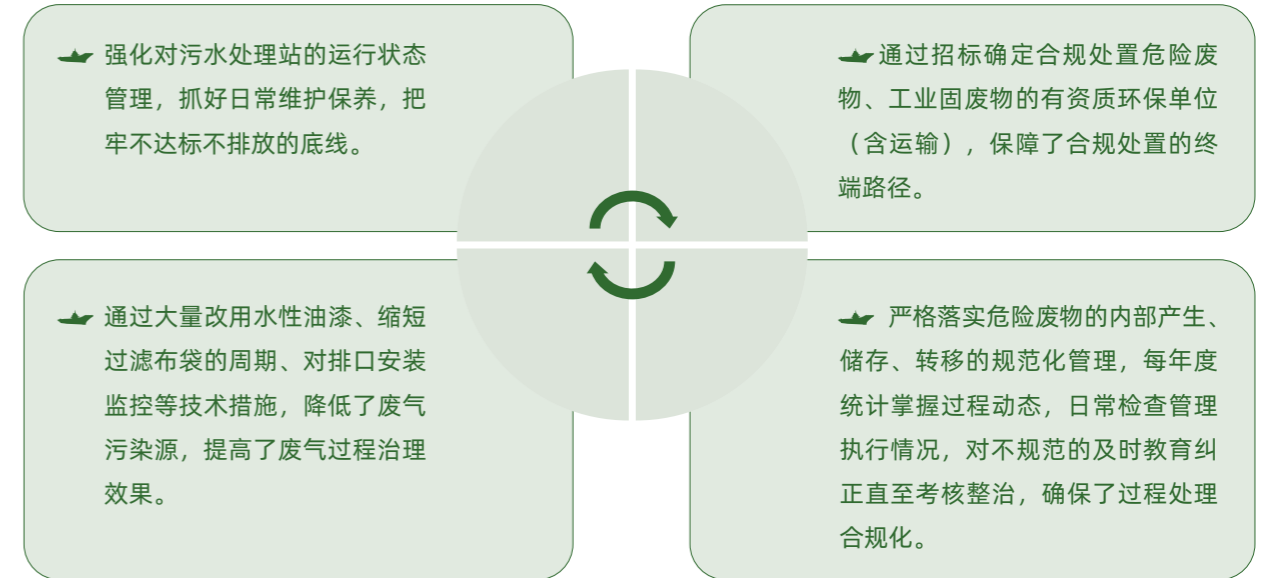 强化对污水处理站的运行状态
管理，抓好日常维护保养，把
牢不达标不排放的底线。
通过招标确定合规处置危险废
物、工业固废物的有资质环保单位
（含运输），保障了合规处置的终
端路径。
通过大量改用水性油漆、缩短
过滤布袋的周期、对排口安装
监控等技术措施，降低了废气
污染源，提高了废气过程治理
效果。
严格落实危险废物的内部产生、
储存、转移的规范化管理，每年度
统计掌握过程动态，日常检查管理
执行情况，对不规范的及时教育纠
正直至考核整治，确保了过程处理
合规化。